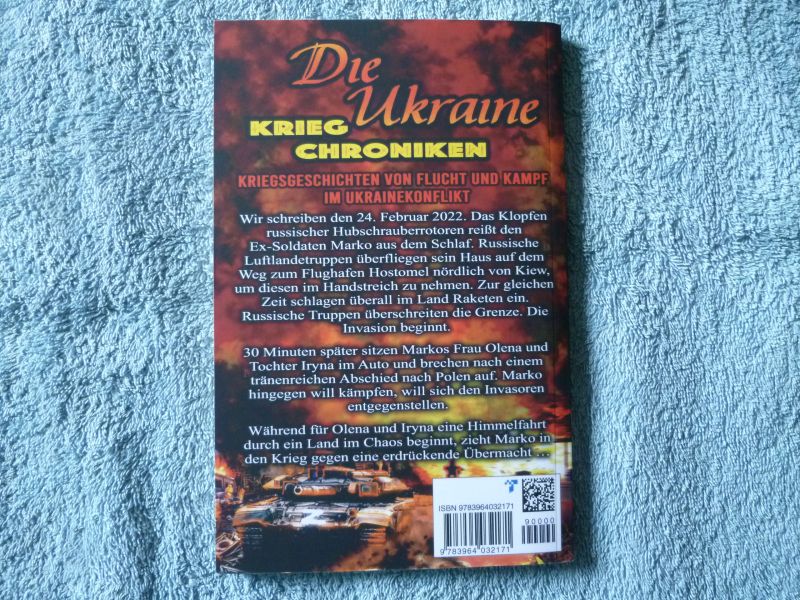 Die
Ukraine
KRIEG
CHRONIKEN
KRIEGSGESCHICHTEN VON FLUCHT UND KAMPF
IM UKRAINEKONFLIKT
Wir schreiben den 24. Februar 2022. Das Klopfen
russischer Hubschrauberrotoren reißt den
Ex-Soldaten Marko aus dem Schlaf. Russische
Luftlandetruppen überfliegen sein Haus auf dem
Weg zum Flughafen Hostomel nördlich von Kiew,
um diesen im Handstreich zu nehmen. Zur gleichen
Zeit schlagen überall im Land Raketen ein.
Russische Truppen überschreiten die Grenze. Die
Invasion beginnt.
30 Minuten später sitzen Markos Frau Olena und
Tochter Iryna im Auto und brechen nach einem
tränenreichen Abschied nach Polen auf. Marko
hingegen will kämpfen, will sich den Invasoren
entgegenstellen.
Während für Olena und Iryna eine Himmelfahrt
durch ein Land im Chaos beginnt, zieht Marko in
den Krieg gegen eine erdrückende Übermacht …
ISBN 9783964032171
90000
9 783964 032171